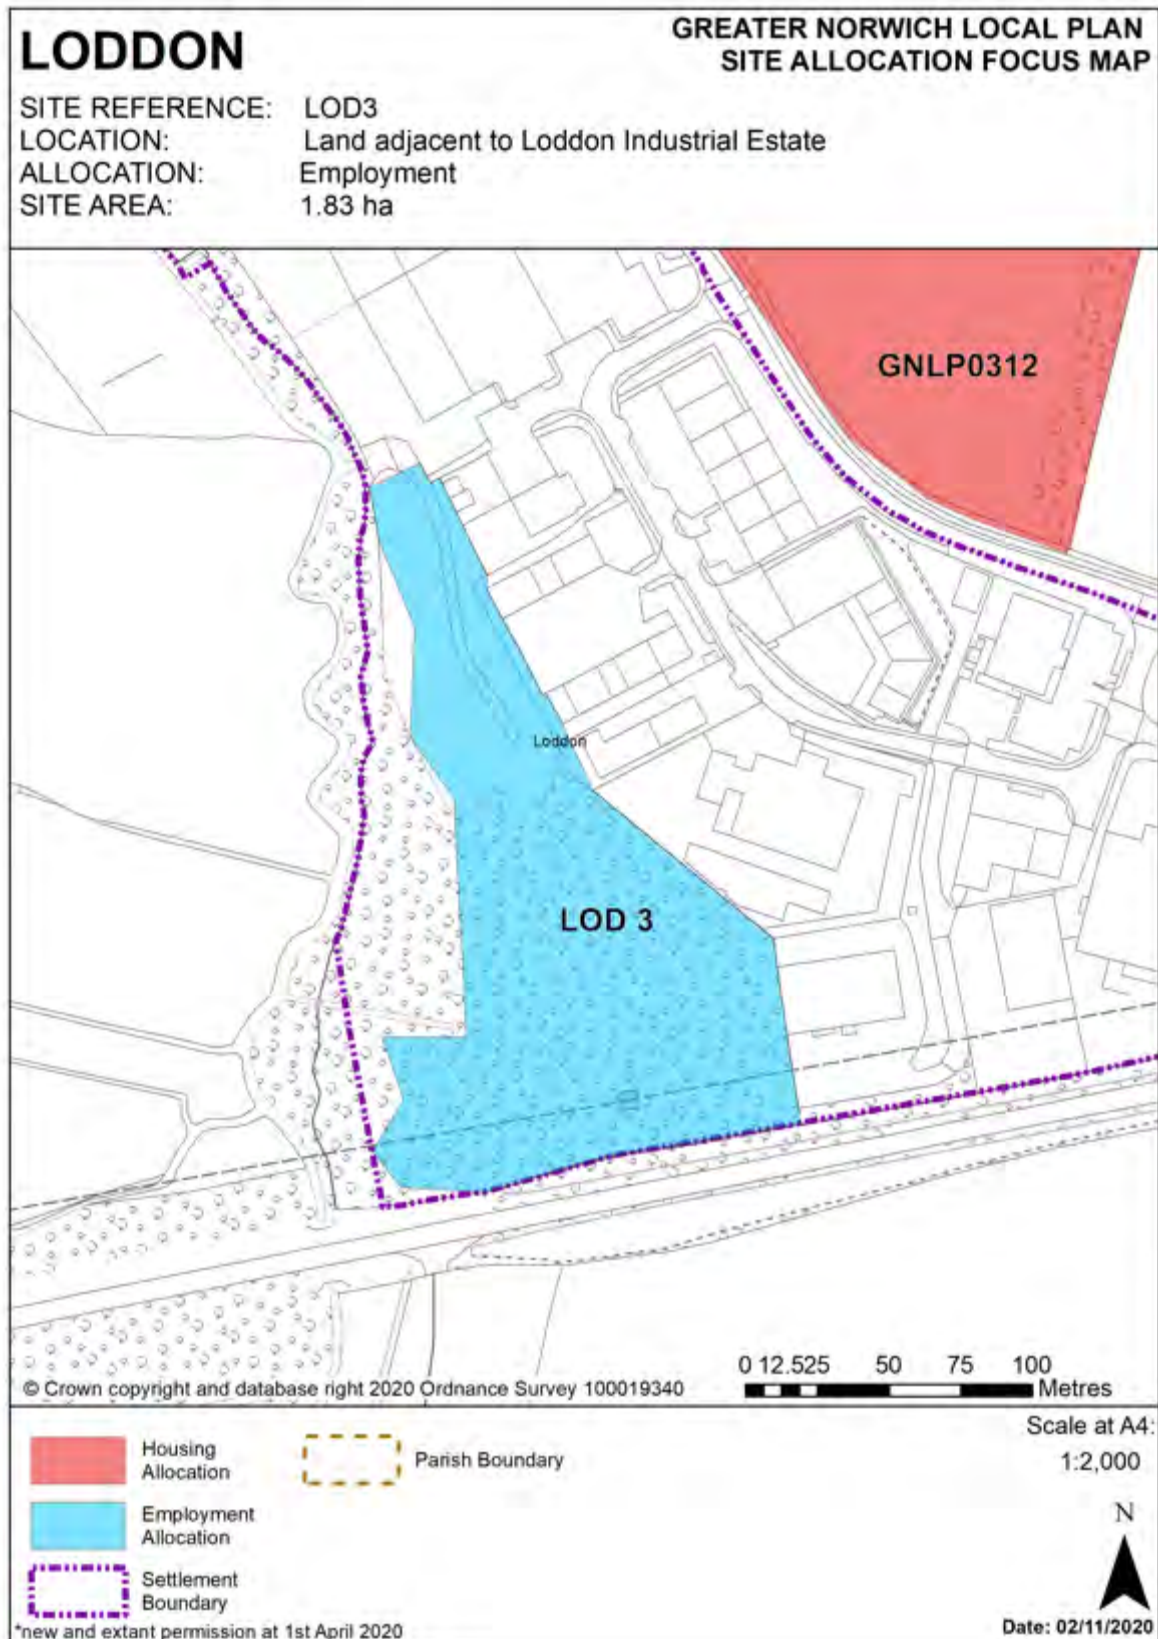 LODDON
GREATER NORWICH LOCAL PLAN
SITE ALLOCATION FOCUS MAP
SITE REFERENCE: LOD3
LOCATION: Land adjacent to Loddon Industrial Estate
ALLOCATION: Employment
SITE AREA: 1.83 ha
GNLP0312
Loddon
LOD 3
0 12.525 50 75 100
Metres
© Crown copyright and database right 2020 Ordnance Survey 100019340
Housing
Allocation
Parish Boundary
Employment
Allocation
Settlement
Boundary
Scale at A4:
1:2,000
N
*new and extant permission at 1st April 2020
Date: 02/11/2020